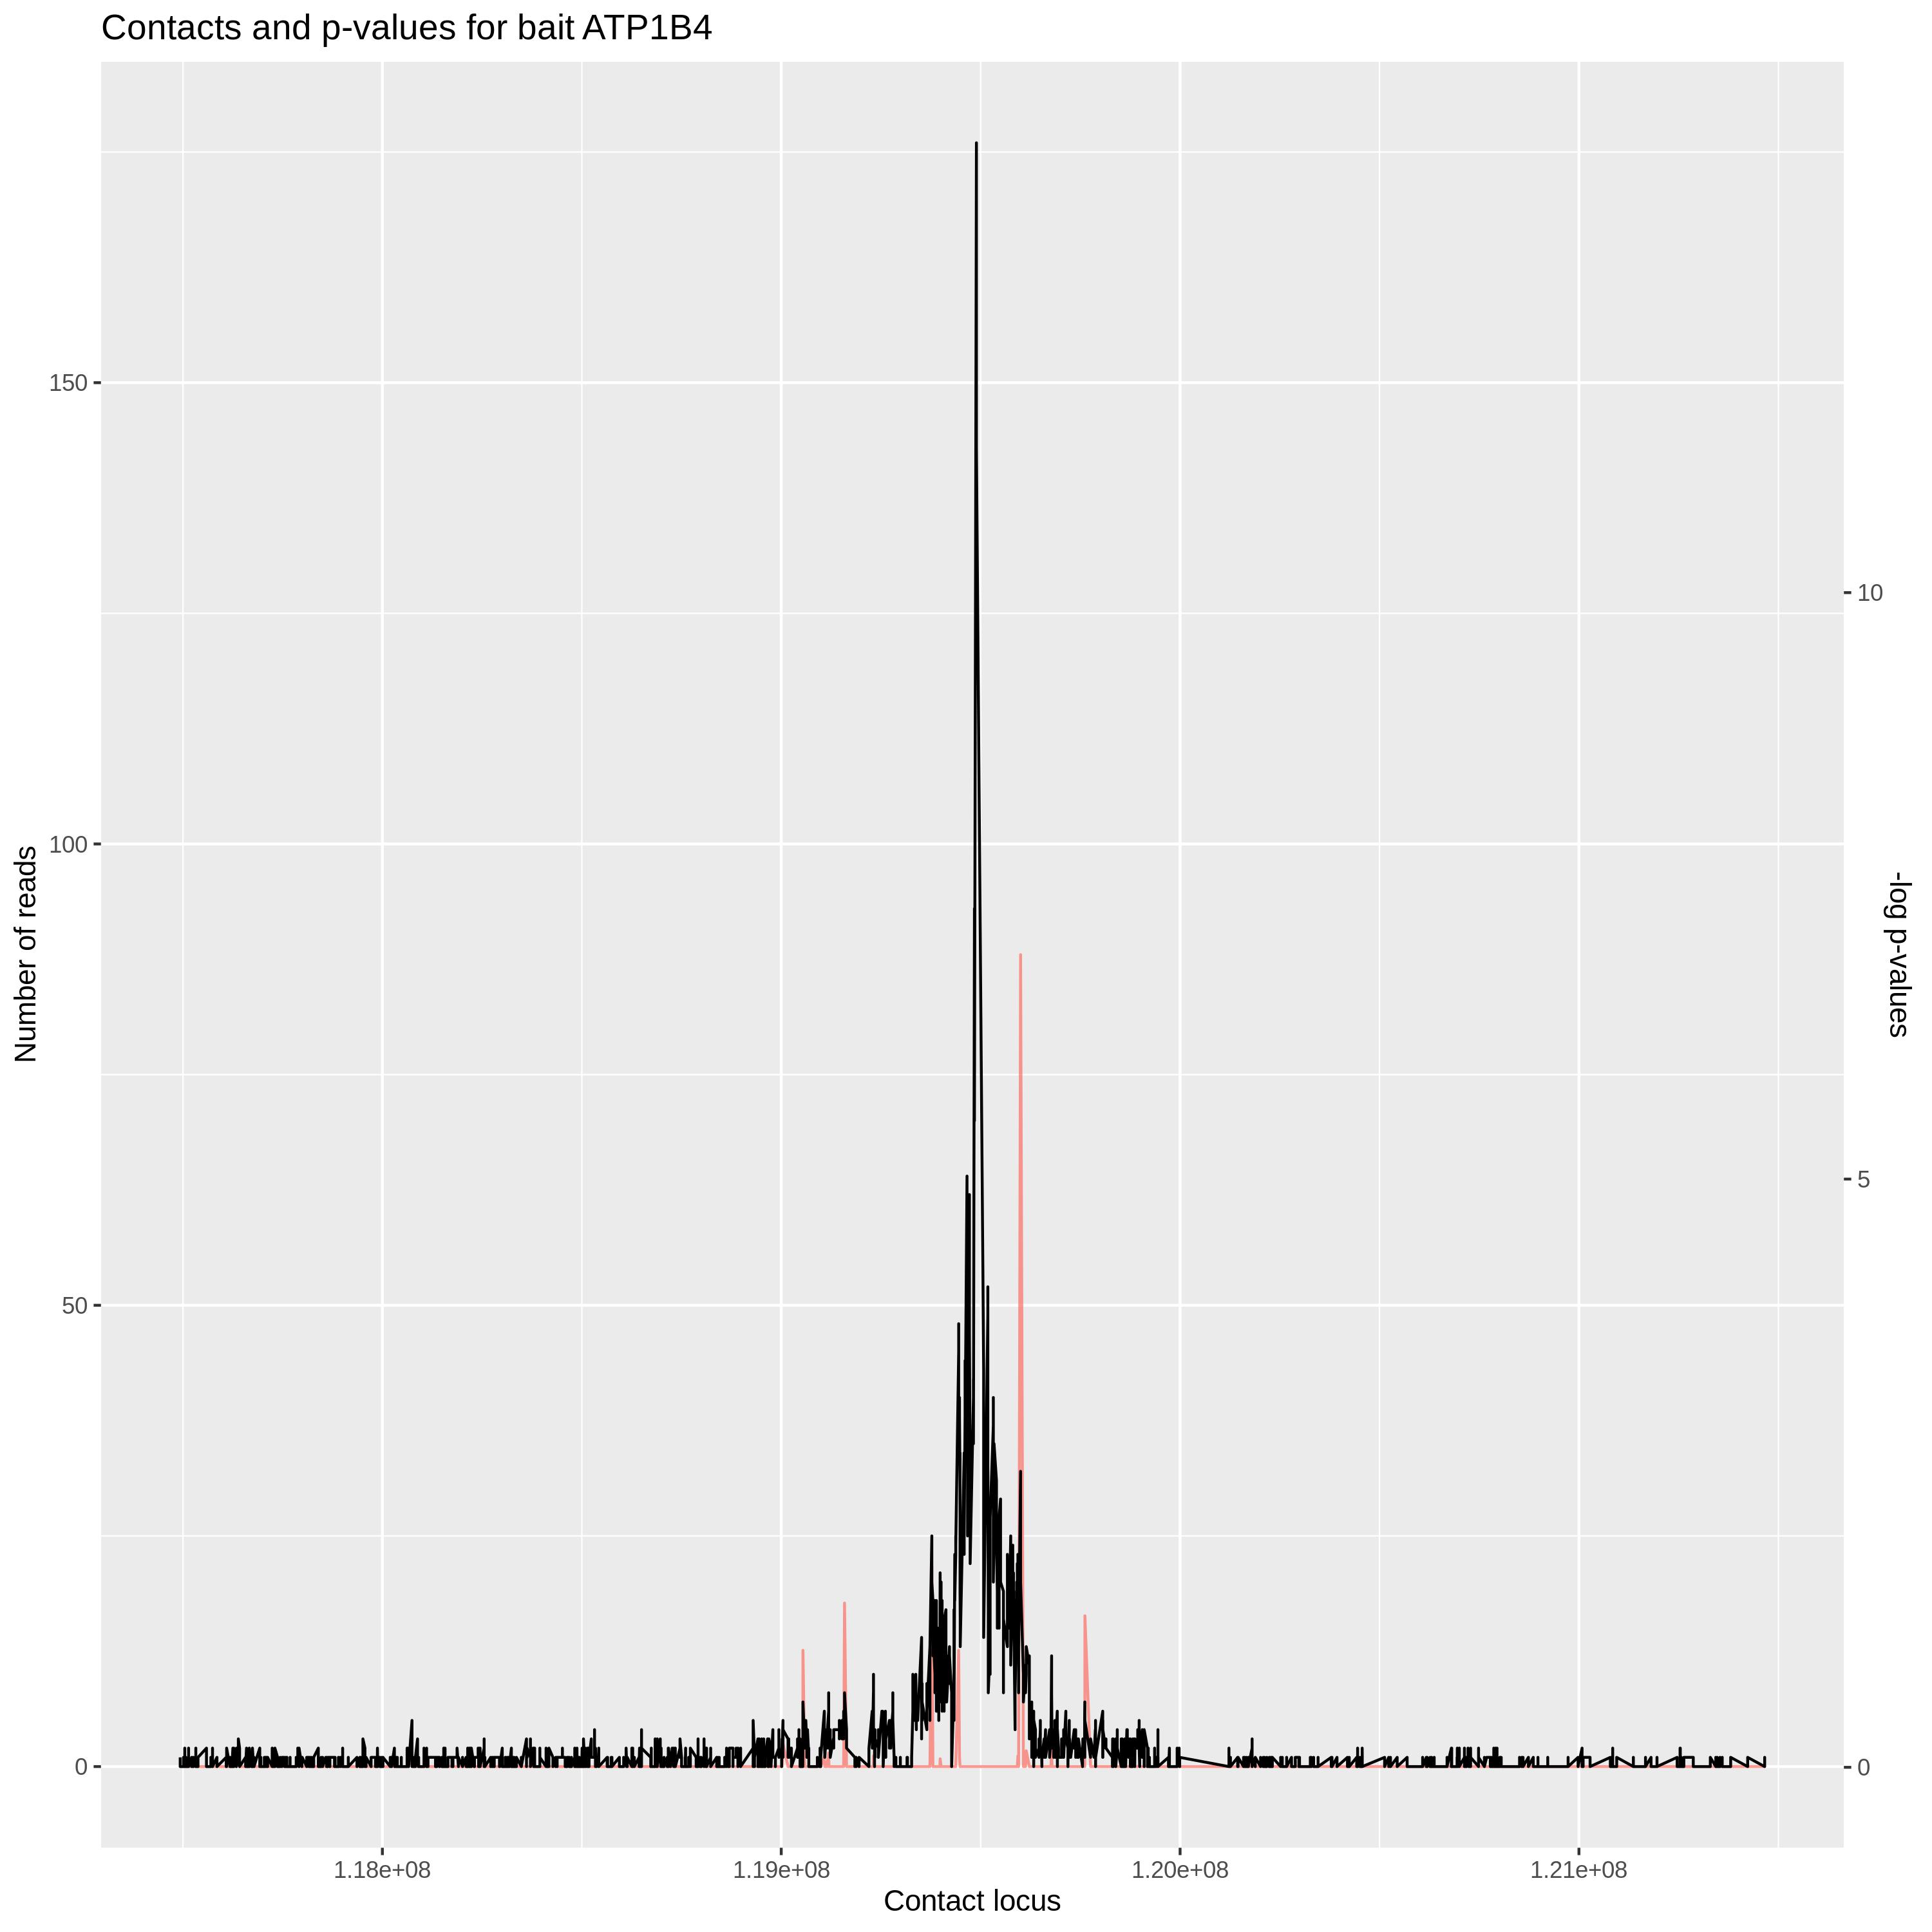 Contacts and p-values for bait ATP1B4
Number of reads
150
100
50
0
10
5
0
-log p-values
1.18e+08
1.19e+08
1.20e+08
1.21e+08
Contact locus